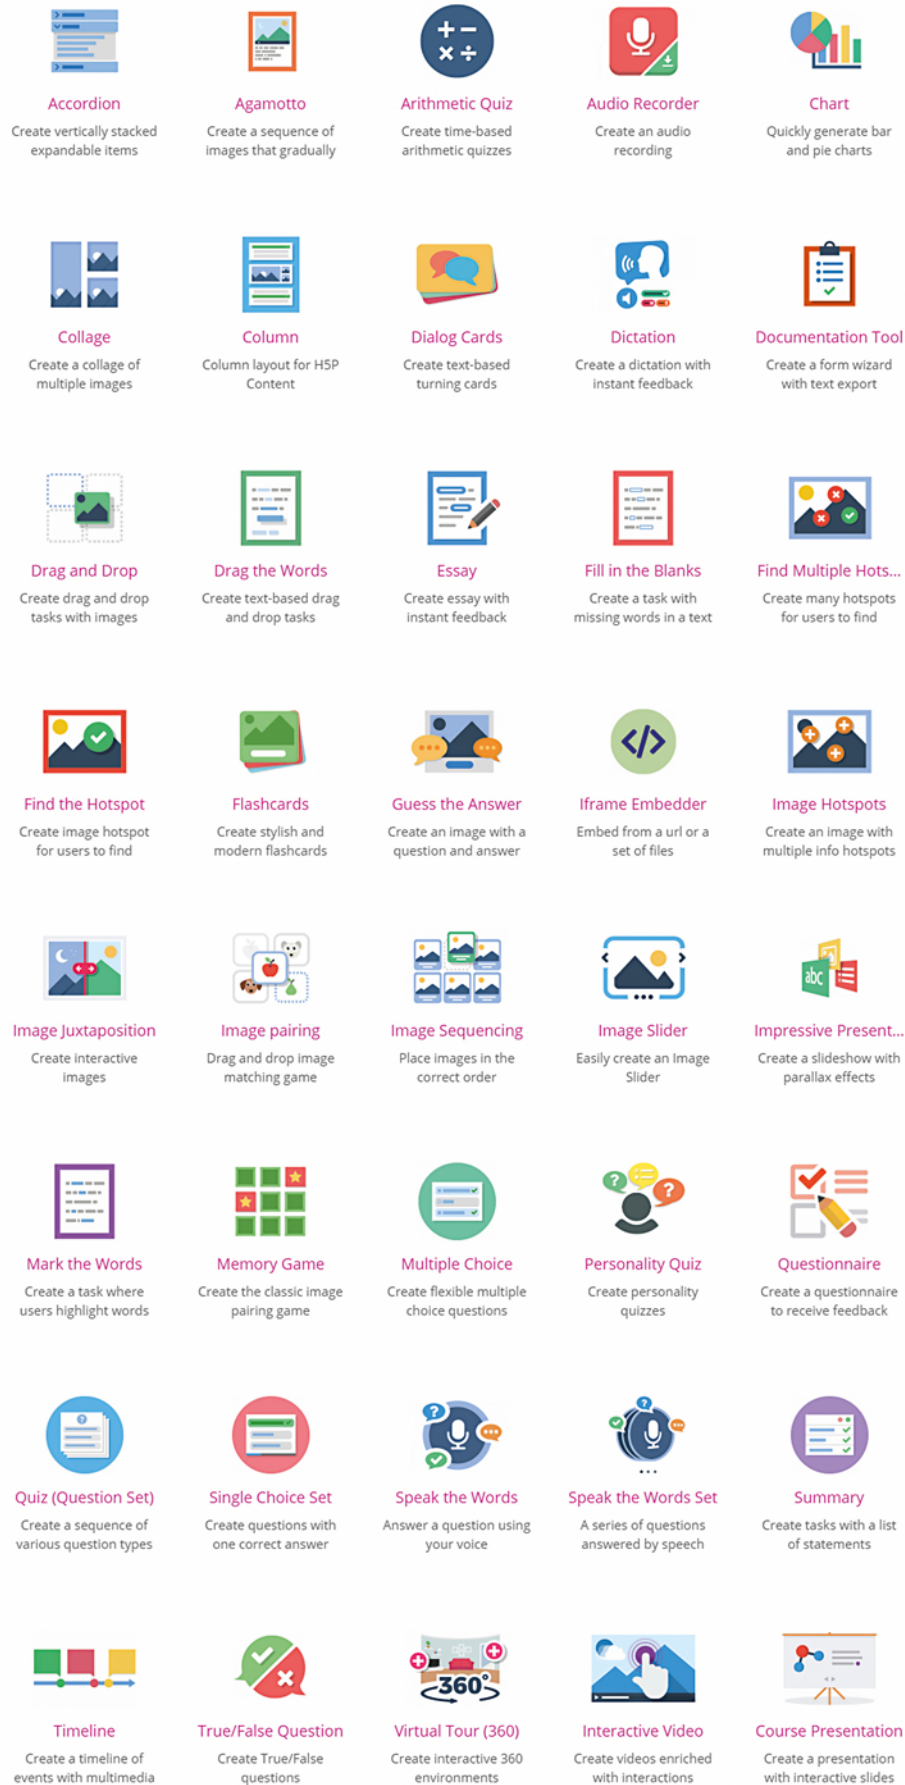 Accordion
Create vertically stacked
expandable items
Agamotto
Create a sequence of
images that gradually
Arithmetic Quiz
Create time-based
arithmetic quizzes
Audio Recorder
Create an audio
recording
Chart
Quickly generate bar
and pie charts
Collage
Create a collage of
multiple images
Column
Column layout for H5P
Content
Dialog Cards
Create text-based
turning cards
Dictation
Create a dictation with
instant feedback
Documentation Tool
Create a form wizard
with text export
Drag and Drop
Create drag and drop
tasks with images
Drag the Words
Create text-based drag
and drop tasks
Essay
Create essay with
instant feedback
Fill in the Blanks
Create a task with
missing words in a text
Find Multiple Hots...
Create many hotspots
for users to find
Find the Hotspot
Create image hotspot
for users to find
Flashcards
Create stylish and
modern flashcards
Guess the Answer
Create an image with a
question and answer
</>
Iframe Embedder
Embed from a url or a
set of files
Image Hotspots
Create an image with
multiple info hotspots
Image Juxtaposition
Create interactive
images
Image pairing
Drag and drop image
matching game
Image Sequencing
Place images in the
correct order
Image Slider
Easily create an Image
Slider
abc
Impressive Present...
Create a slideshow with
parallax effects
Mark the Words
Create a task where
users highlight words
Memory Game
Create the classic image
pairing game
Multiple Choice
Create flexible multiple
choice questions
Personality Quiz
Create personality
quizzes
Questionnaire
Create a questionnaire
to receive feedback
Quiz (Question Set)
Create a sequence of
various question types
Single Choice Set
Create questions with
one correct answer
Speak the Words
Answer a question using
your voice
Speak the Words Set
A series of questions
answered by speech
Summary
Create tasks with a list
of statements
Timeline
Create a timeline of
events with multimedia
True/False Question
Create True/False
questions
360°
Virtual Tour (360)
Create interactive 360
environments
Interactive Video
Create videos enriched
with interactions
Course Presentation
Create a presentation
with interactive slides